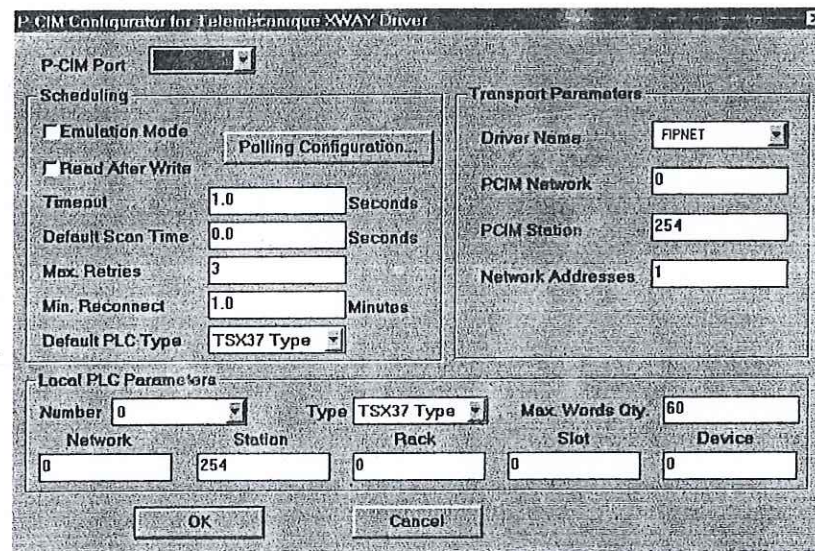 P-CIM Configurator for Telemecanique XWAY Driver
P-CIM Port
Scheduling
Emulation Mode
Polling Configuration...
Read After Write
Timeout 1.0 Seconds
Default Scan Time 0.0 Seconds
Max. Retries 3
Min. Reconnect 1.0 Minutes
Default PLC Type TSX37 Type
Transport Parameters
Driver Name FIPNET
PCIM Network 0
PCIM Station 254
Network Addresses 1
Local PLC Parameters
Number 0 Type TSX37 Type Max. Words Qty. 60
Network Station Rack Slot Device
0 254 0 0 0
OK Cancel